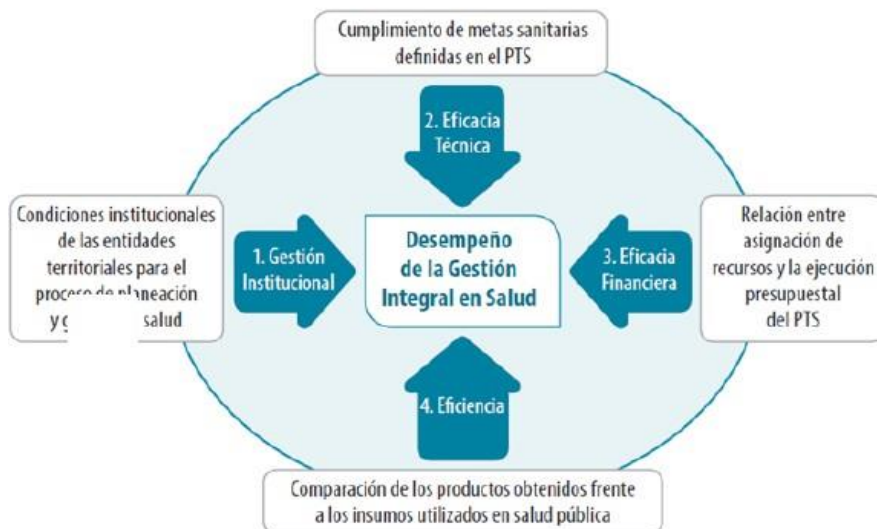 Cumplimiento de metas sanitarias
definidas en el PTS
2. Eficacia
Técnica
Condiciones institucionales
de las entidades
territoriales para el
proceso de planeación
y salud
1. Gestión
Institucional
Desempeño
de la Gestión
Integral en Salud
3. Eficacia
Financiera
Relación entre
asignación de
recursos y la ejecución
presupuestal
del PTS
4. Eficiencia
Comparación de los productos obtenidos frente
a los insumos utilizados en salud pública